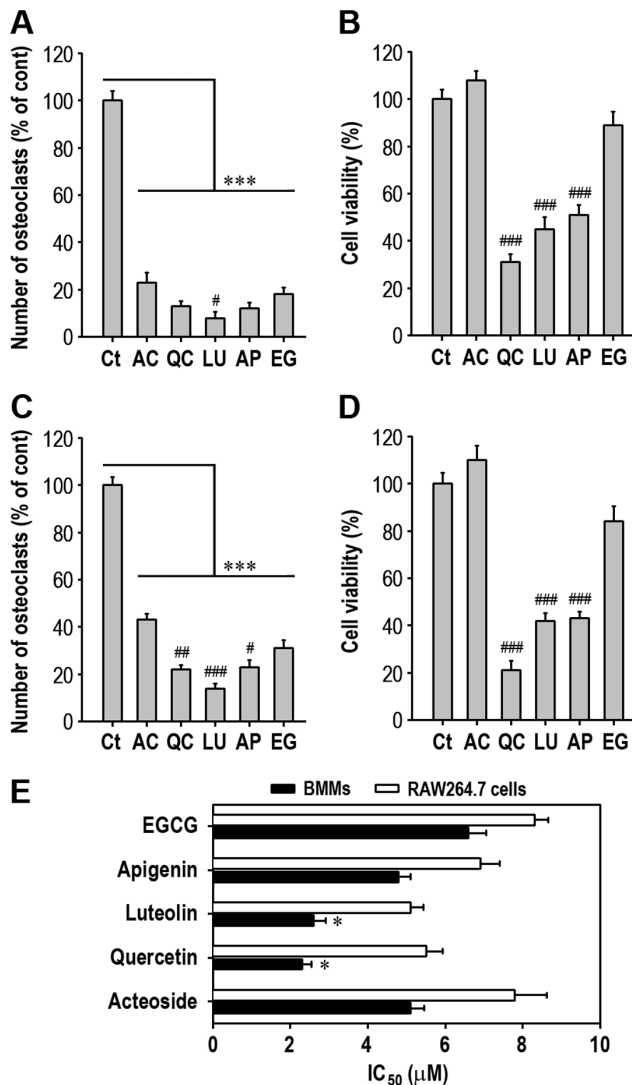 A
Number of osteoclasts (% of cont)
120
100
80
60
40
20
0
***
#
Ct AC QC LU AP EG
B
Cell viability (%)
120
100
80
60
40
20
0
###
###
###
Ct AC QC LU AP EG
C
Number of osteoclasts (% of cont)
120
100
80
60
40
20
0
***
##
###
#
Ct AC QC LU AP EG
D
Cell viability (%)
120
100
80
60
40
20
0
###
###
###
Ct AC QC LU AP EG
E
BMMs RAW264.7 cells
EGCG
Apigenin
Luteolin
*
Quercetin
*
Acteoside
0 2 4 6 8 10
IC50 (μM)